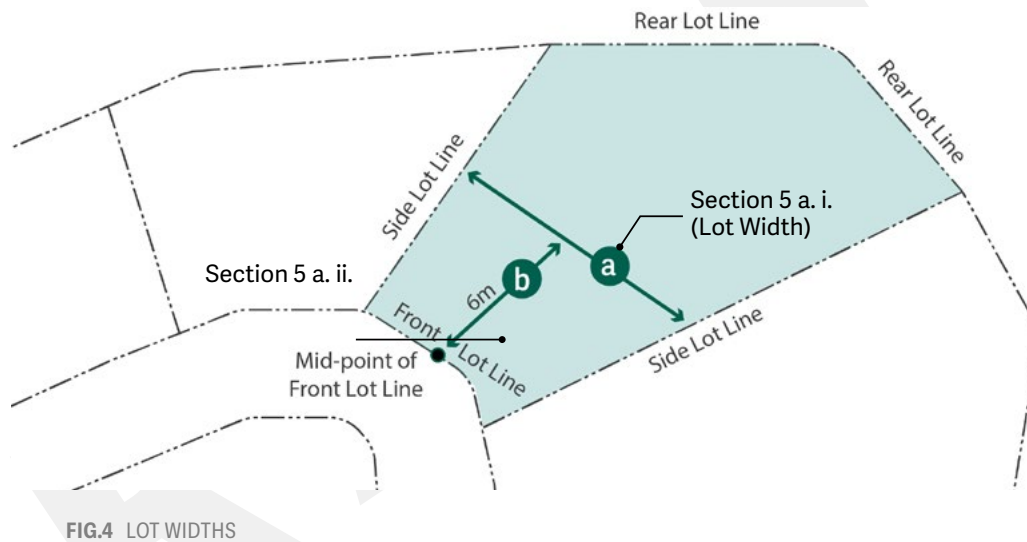 Rear Lot Line
Rear Lot Line
Side Lot Line
Section 5 a. i.
(Lot Width)
a
b
6m
Section 5 a. ii.
Front Lot Line
Side Lot Line
Mid-point of
Front Lot Line
FIG.4 LOT WIDTHS